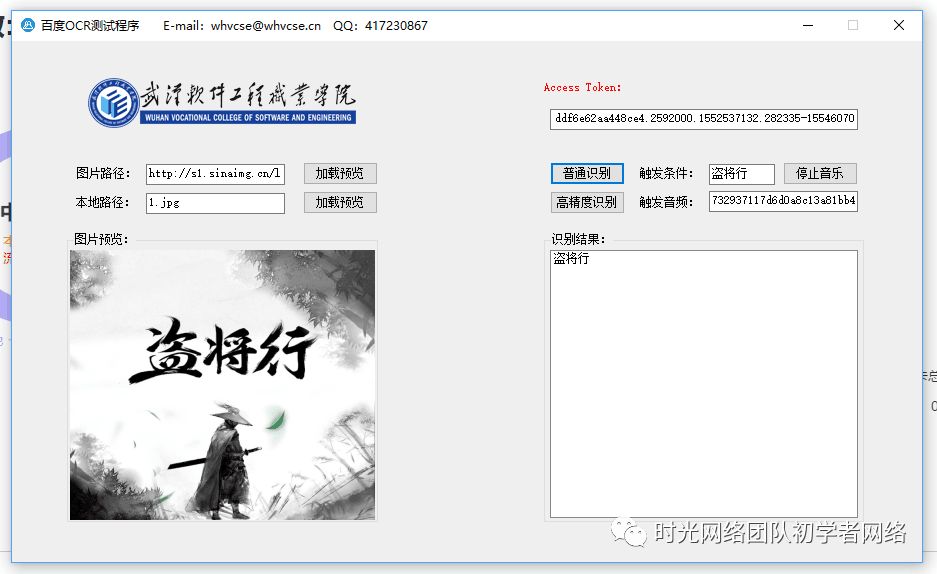 百度OCR测试程序 E-mail：whvcse@whvcse.cn QQ：417230867
武汉软件工程职业学院
WUHAN VOCATIONAL COLLEGE OF SOFTWARE AND ENGINEERING
Access Token:
ddf6e62aa448ce4.2592000.1552537132.282335-15546070
图片路径： http://s1.sinaimg.cn/l 加载预览
本地路径： 1.jpg 加载预览
普通识别 触发条件： 盗将行 停止音乐
高精度识别 触发音频： 732937117d6d0a8c13a81bb4
图片预览：
盗将行
识别结果：
盗将行
时光网络团队初学者网络